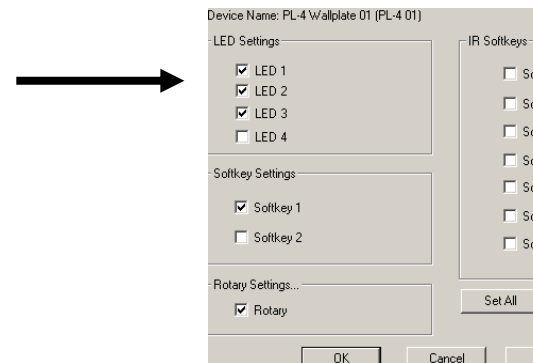 Device Name: PL-4 Wallplate 01 (PL-4 01)
LED Settings
LED 1
LED 2
LED 3
LED 4
Softkey Settings
Softkey 1
Softkey 2
Rotary Settings...
Rotary
IR Softkeys
Set All
OK
Cancel